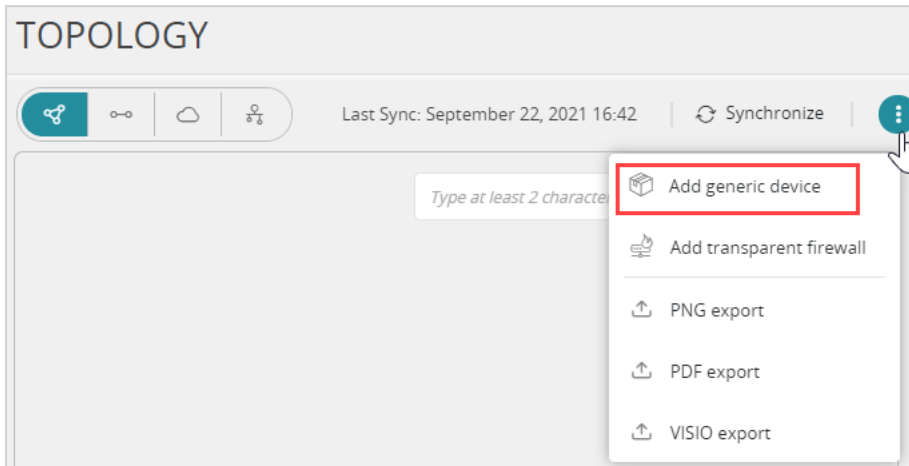 TOPOLOGY
Last Sync: September 22, 2021 16:42
Synchronize
Type at least 2
Add generic device
Add transparent firewall
PNG export
PDF export
VISIO export